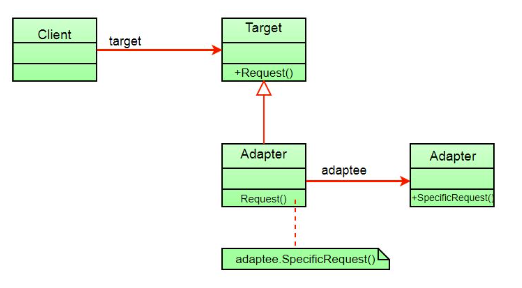 Client
target
Target
+Request()
Adapter
Request()
adaptee
Adapter
+SpecificRequest()
adaptee.SpecificRequest()